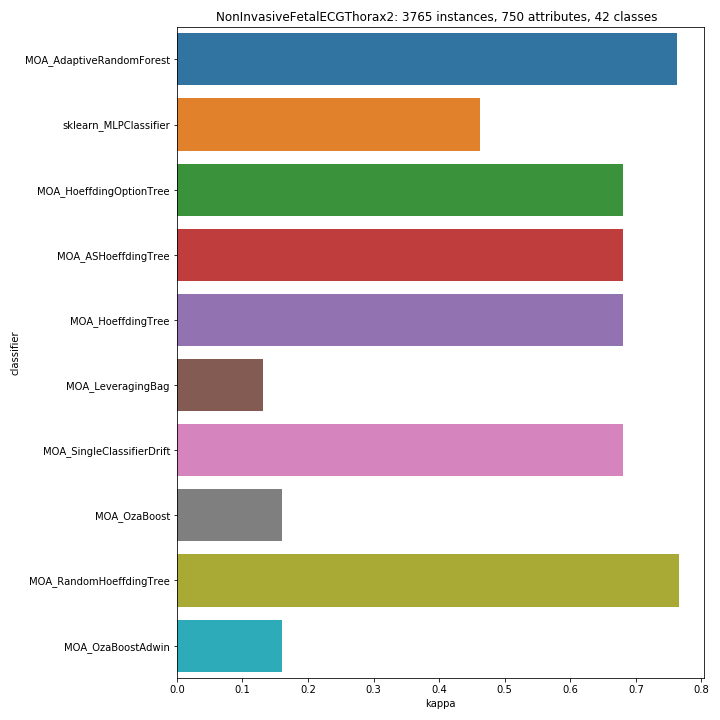 NonInvasiveFetalECGThorax2: 3765 instances, 750 attributes, 42 classes
MOA_AdaptiveRandomForest
sklearn_MLPClassifier
MOA_HoeffdingOptionTree
MOA_ASHoeffdingTree
MOA_HoeffdingTree
classifier
MOA_LeveragingBag
MOA_SingleClassifierDrift
MOA_OzaBoost
MOA_RandomHoeffdingTree
MOA_OzaBoostAdwin
0.0 0.1 0.2 0.3 0.4 0.5 0.6 0.7 0.8
kappa